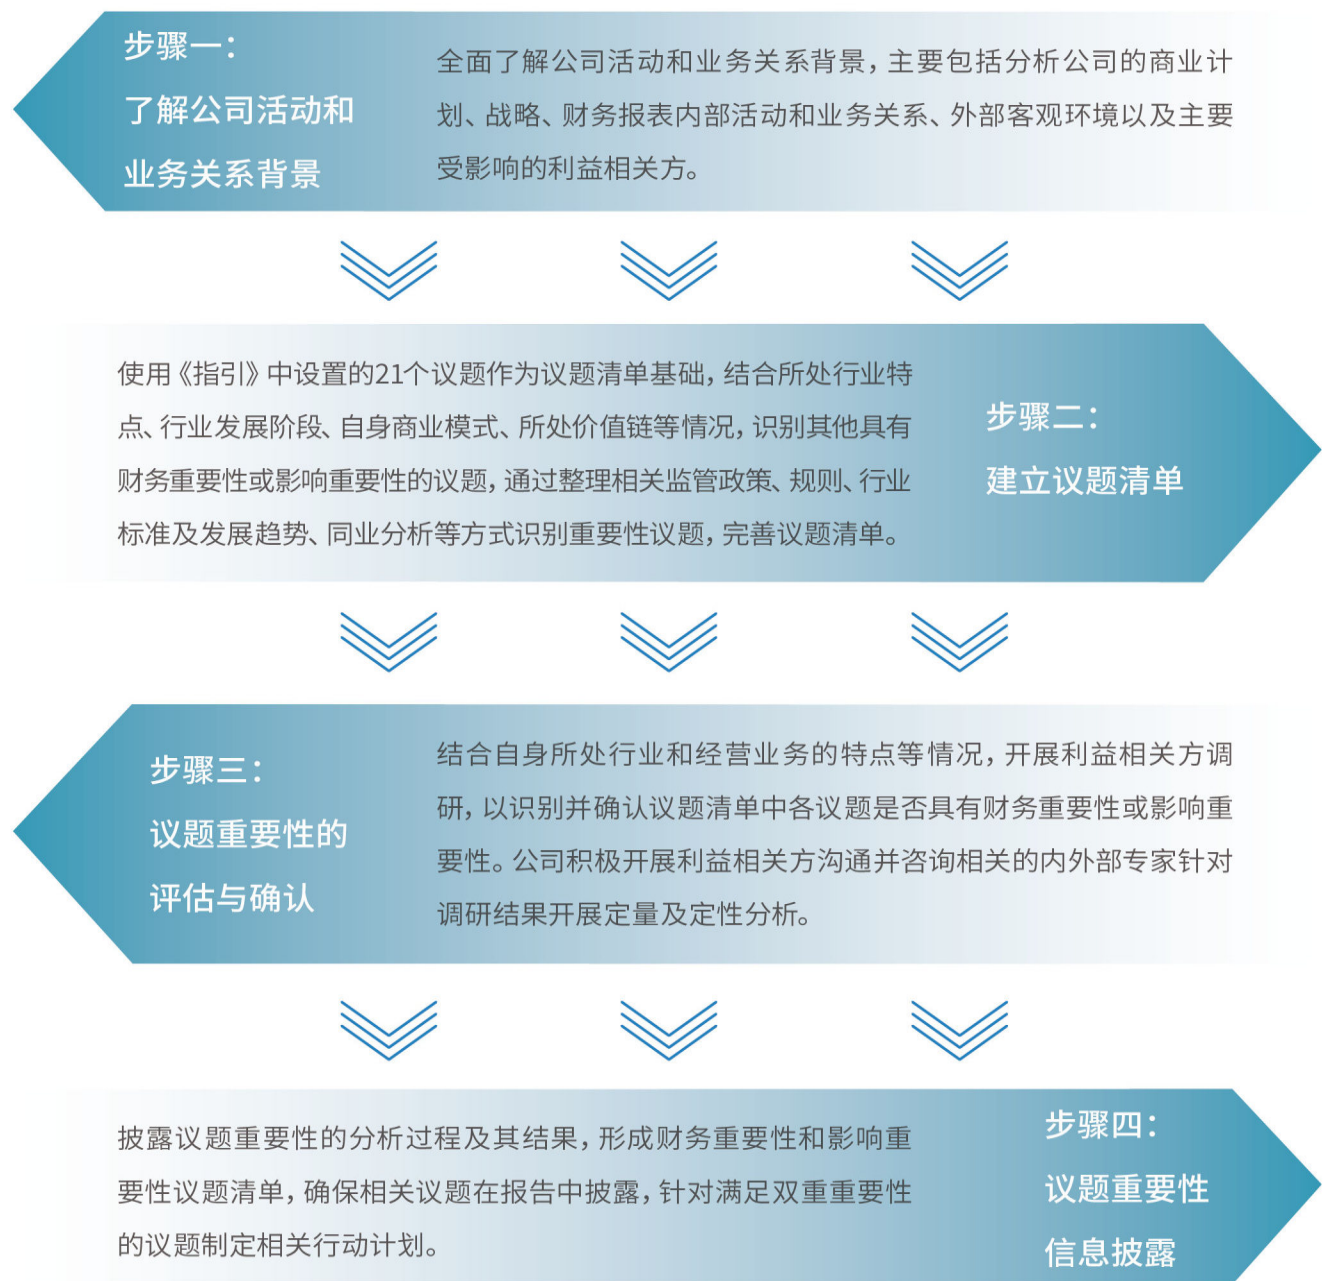 步骤一：
了解公司活动和
业务关系背景
全面了解公司活动和业务关系背景，主要包括分析公司的商业计
划、战略、财务报表内部活动和业务关系、外部客观环境以及主要
受影响的利益相关方。
使用《指引》中设置的21个议题作为议题清单基础，结合所处行业特
点、行业发展阶段、自身商业模式、所处价值链等情况，识别其他具有
财务重要性或影响重要性的议题，通过整理相关监管政策、规则、行业
标准及发展趋势、同业分析等方式识别重要性议题，完善议题清单。
步骤二：
建立议题清单
步骤三：
议题重要性的
评估与确认
结合自身所处行业和经营业务的特点等情况，开展利益相关方调
研，以识别并确认议题清单中各议题是否具有财务重要性或影响重
要性。公司积极开展利益相关方沟通并咨询相关的内外部专家针对
调研结果开展定量及定性分析。
披露议题重要性的分析过程及其结果，形成财务重要性和影响重
要性议题清单，确保相关议题在报告中披露，针对满足双重重要性
的议题制定相关行动计划。
步骤四：
议题重要性
信息披露